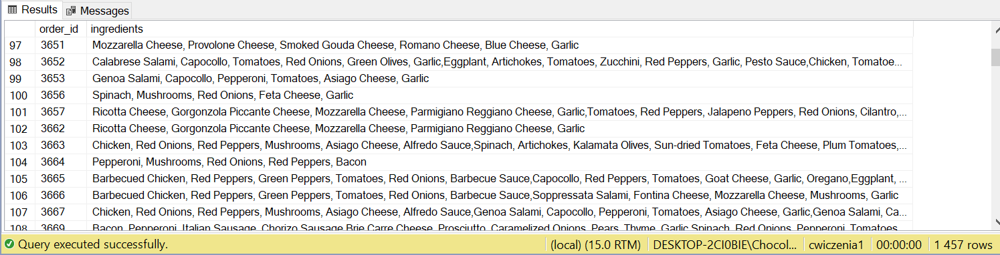 Results Messages
order_id ingredients
97 3651 Mozzarella Cheese, Provolone Cheese, Smoked Gouda Cheese, Romano Cheese, Blue Cheese, Garlic
98 3652 Calabrese Salami, Capocollo, Tomatoes, Red Onions, Green Olives, Garlic,Eggplant, Artichokes, Tomatoes, Zucchini, Red Peppers, Garlic, Pesto Sauce,Chicken, Tomatoe...
99 3653 Genoa Salami, Capocollo, Pepperoni, Tomatoes, Asiago Cheese, Garlic
100 3656 Spinach, Mushrooms, Red Onions, Feta Cheese, Garlic
101 3657 Ricotta Cheese, Gorgonzola Piccante Cheese, Mozzarella Cheese, Parmigiano Reggiano Cheese, Garlic,Tomatoes, Red Peppers, Jalapeno Peppers, Red Onions, Cilantro,...
102 3662 Ricotta Cheese, Gorgonzola Piccante Cheese, Mozzarella Cheese, Parmigiano Reggiano Cheese, Garlic
103 3663 Chicken, Red Onions, Red Peppers, Mushrooms, Asiago Cheese, Alfredo Sauce,Spinach, Artichokes, Kalamata Olives, Sun-dried Tomatoes, Feta Cheese, Plum Tomatoes,...
104 3664 Pepperoni, Mushrooms, Red Onions, Red Peppers, Bacon
105 3665 Barbecued Chicken, Red Peppers, Green Peppers, Tomatoes, Red Onions, Barbecue Sauce,Capocollo, Red Peppers, Tomatoes, Goat Cheese, Garlic, Oregano,Eggplant, ...
106 3666 Barbecued Chicken, Red Peppers, Green Peppers, Tomatoes, Red Onions, Barbecue Sauce,Soppressata Salami, Fontina Cheese, Mozzarella Cheese, Mushrooms, Garlic
107 3667 Chicken, Red Onions, Red Peppers, Mushrooms, Asiago Cheese, Alfredo Sauce,Genoa Salami, Capocollo, Pepperoni, Tomatoes, Asiago Cheese, Garlic,Genoa Salami, Ca...
108 3669 Bacon, Pepperoni, Italian Sausage, Chorizo Sausage,Brie Carre Cheese, Prosciutto, Caramelized Onions, Pears, Thyme, Garlic,Spinach, Red Onions, Pepperoni, Tomatoes
Query executed successfully. (local) (15.0 RTM) DESKTOP-2CI0BIE\Chocol... cwiczenia1 00:00:00 1 457 rows